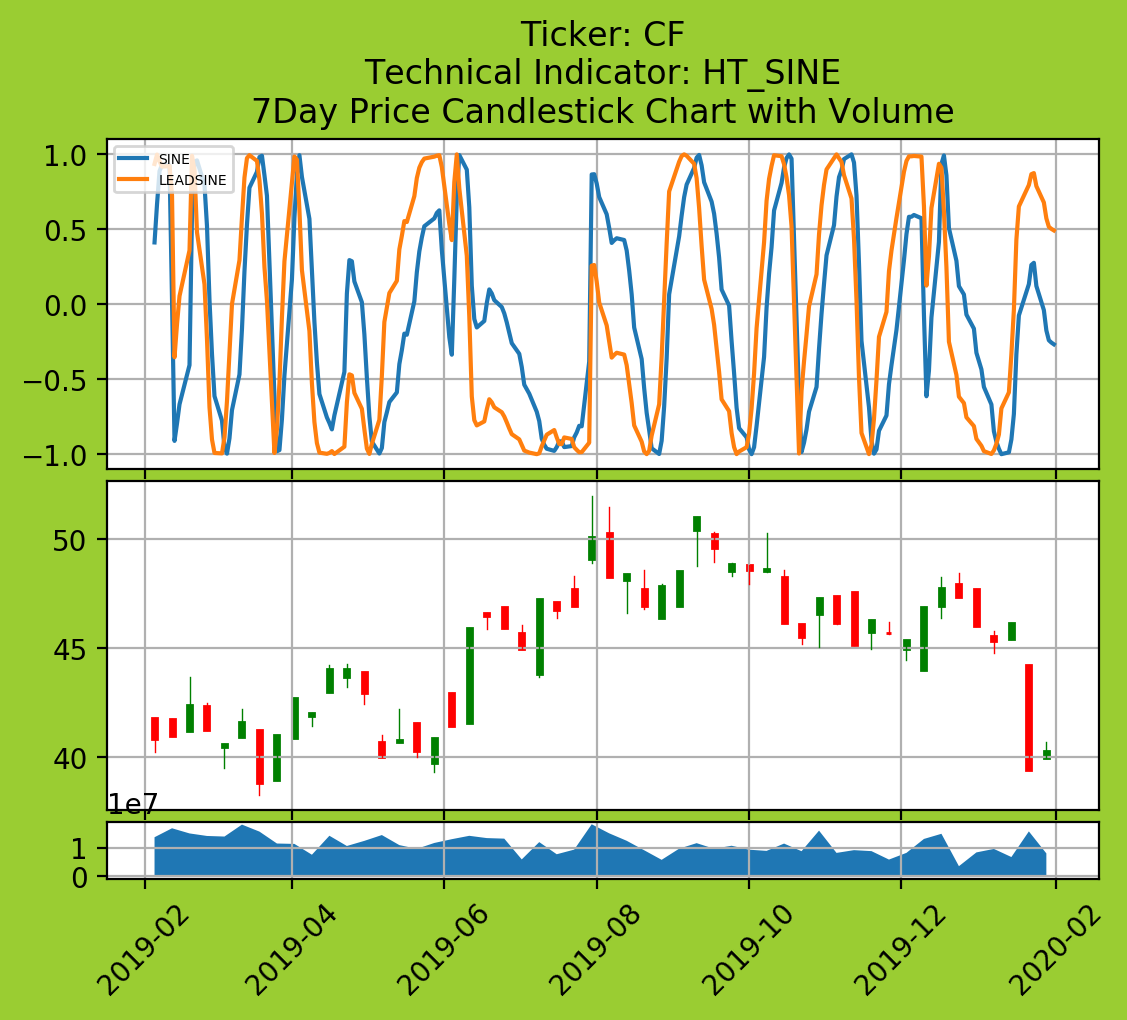 Ticker: CF
Technical Indicator: HT_SINE
7Day Price Candlestick Chart with Volume
1.0
0.5
0.0
−0.5
−1.0
SINE
LEADSINE
50
45
40
1e7
1
0
2019-02
2019-04
2019-06
2019-08
2019-10
2019-12
2020-02